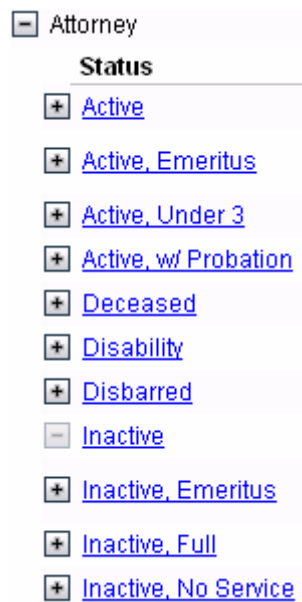 Attorney
Status
Active
Active, Emeritus
Active, Under 3
Active, w/ Probation
Deceased
Disability
Disbarred
Inactive
Inactive, Emeritus
Inactive, Full
Inactive, No Service